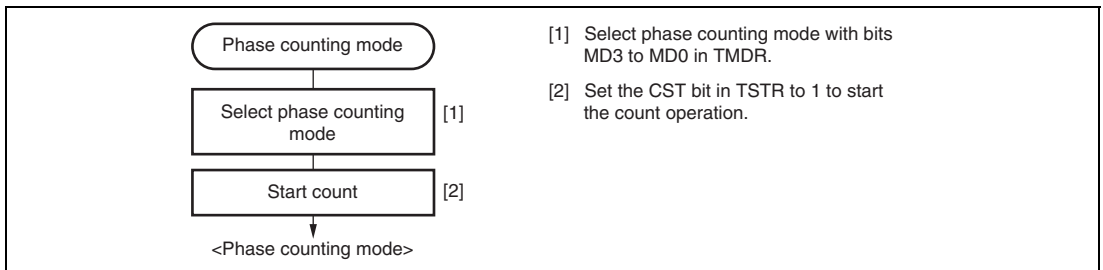 Phase counting mode
Select phase counting
mode
[1]
Start count
[2]
<Phase counting mode>
[1] Select phase counting mode with bits
MD3 to MD0 in TMDR.
[2] Set the CST bit in TSTR to 1 to start
the count operation.